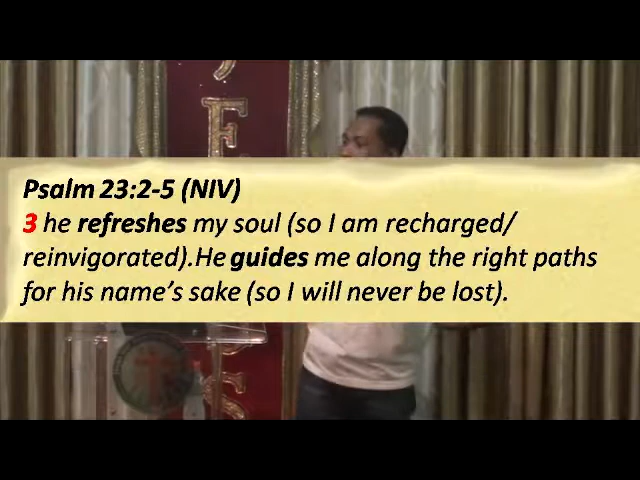 Psalm 23:2-5 (NIV)
3 he refreshes my soul (so I am recharged/
reinvigorated).He guides me along the right paths
for his name's sake (so I will never be lost).